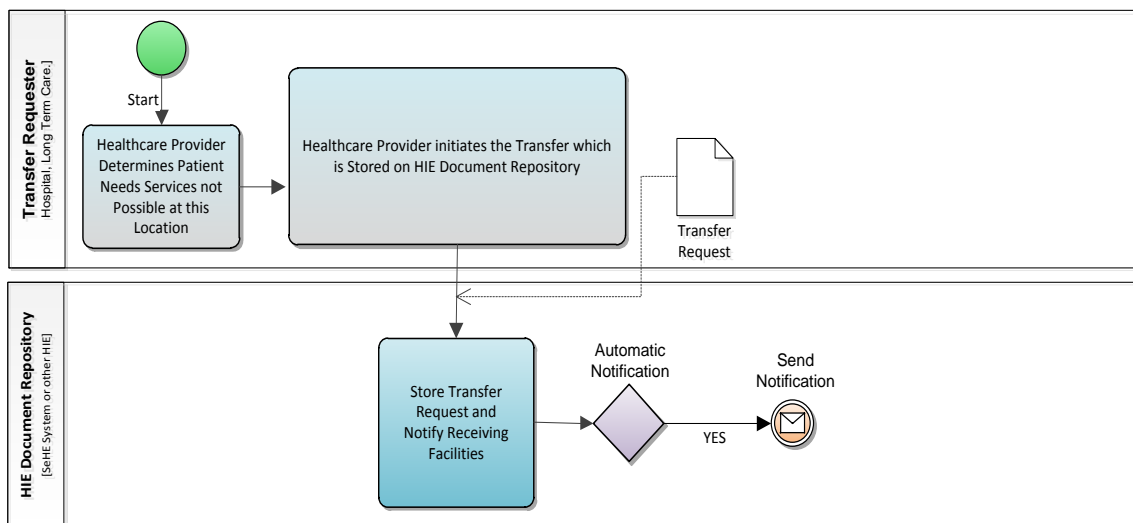 Transfer Requester
Hospital, Long Term Care.]
Start
Healthcare Provider
Determines Patient
Needs Services not
Possible at this
Location
Healthcare Provider initiates the Transfer which
is Stored on HIE Document Repository
Transfer
Request
HIE Document Repository
[SeHE System or other HIE]
Store Transfer
Request and
Notify Receiving
Facilities
Automatic
Notification
YES
Send
Notification